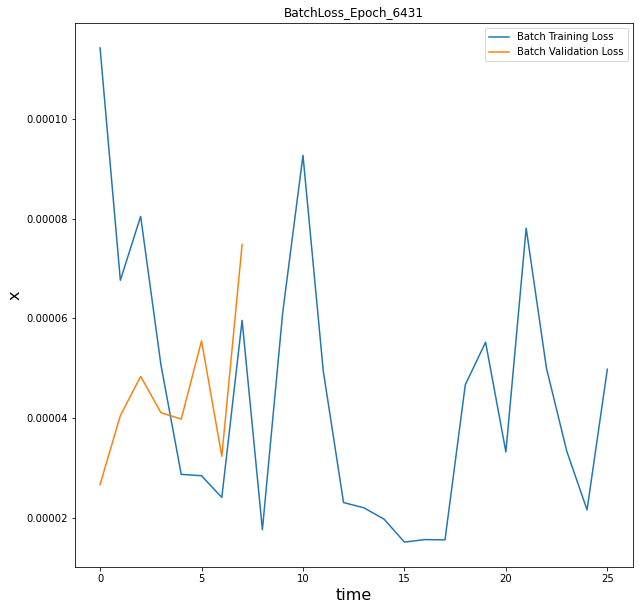 BatchLoss_Epoch_6431
Batch Training Loss
Batch Validation Loss
0.00010
0.00008
0.00006
0.00004
0.00002
x
0 5 10 15 20 25
time